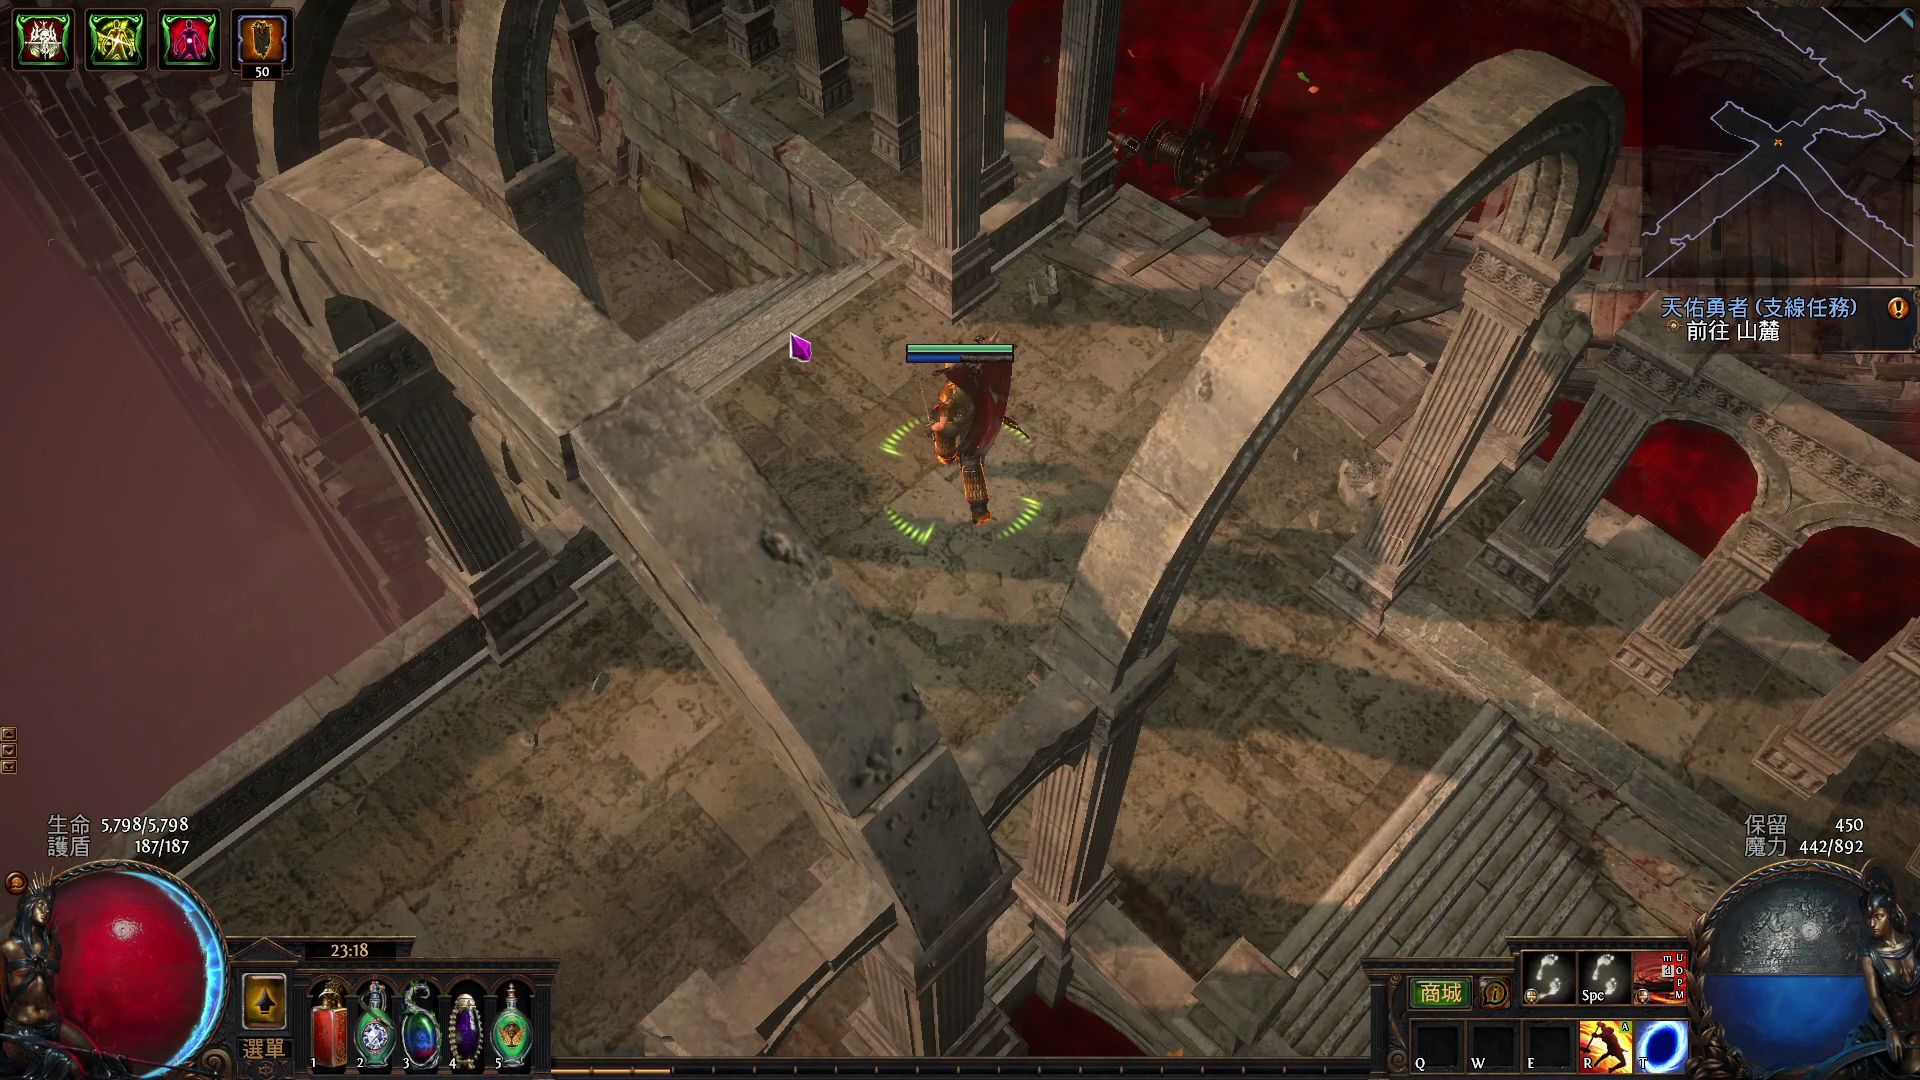 50
天佑勇者 (支線任務)
前往 山麓
生命 5,798/5,798
護盾 187/187
保留 450
魔力 442/892
23:18
選單
1
2
3
4
5
商城
Spc
m U
d O
P
M
Q
W
E
R
A
T